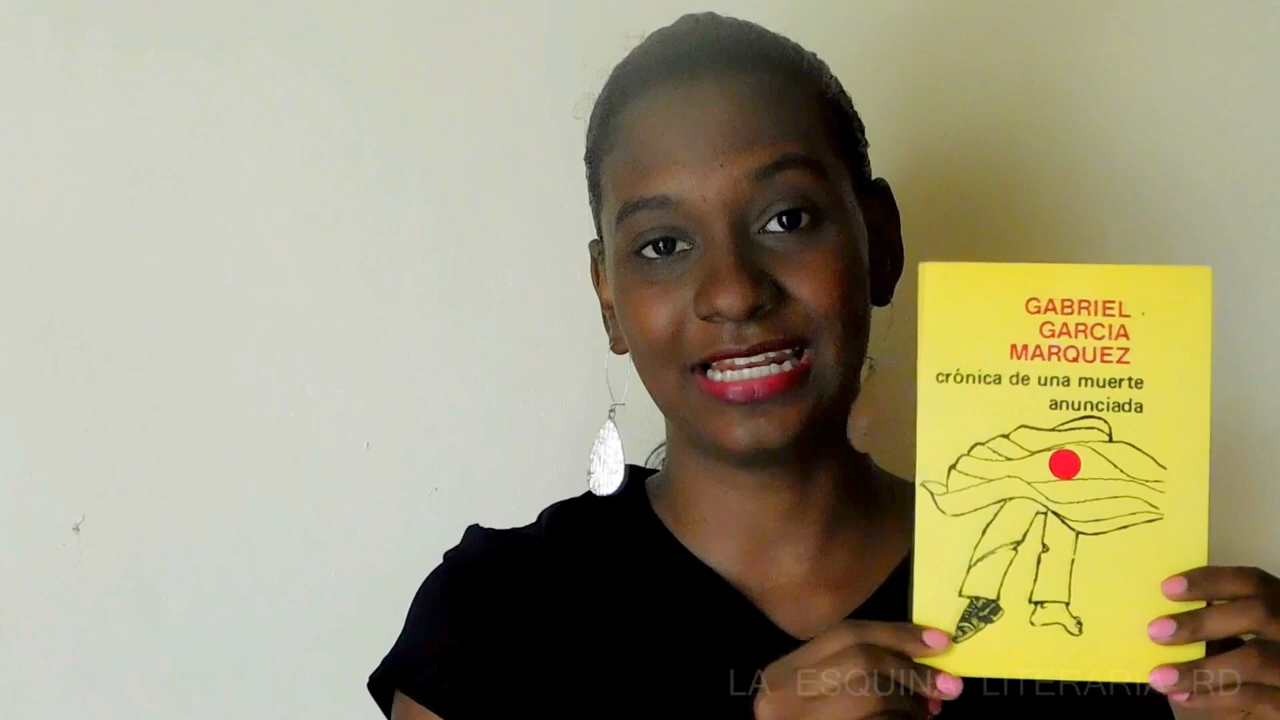 GABRIEL
GARCIA
MARQUEZ
crónica de una muerte
anunciada
LA ESQUINA LITERARIA RD